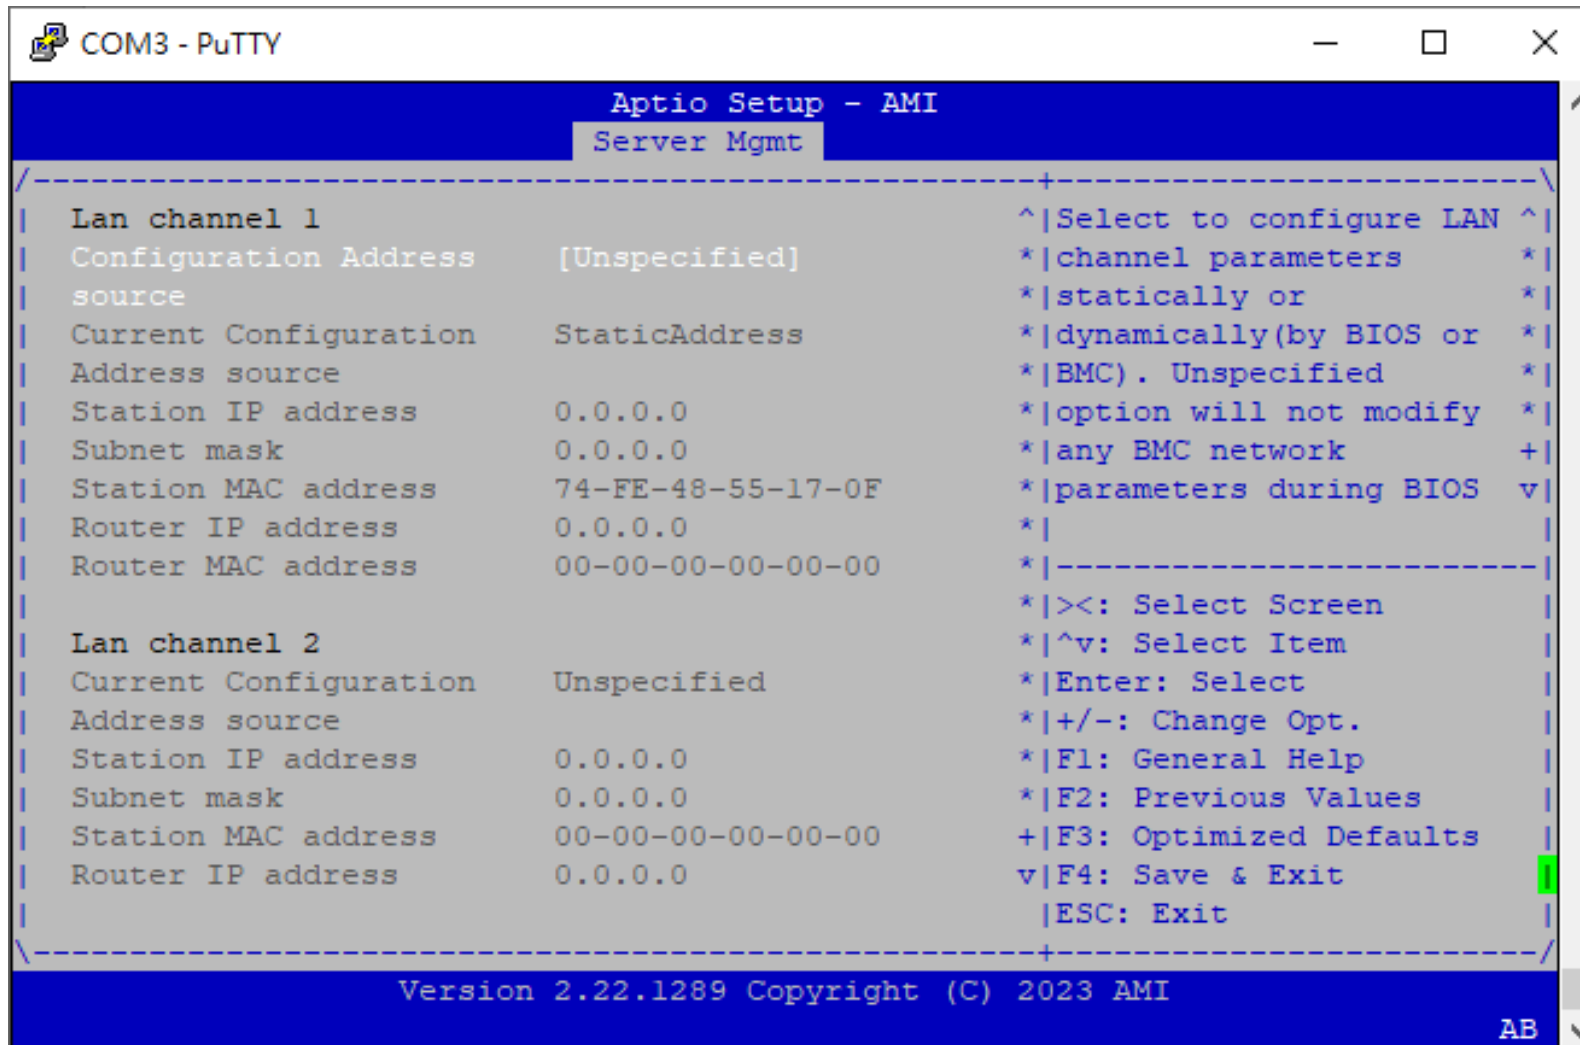 COM3 - PuTTY
Aptio Setup - AMI
Server Mgmt
/----------------------------------------------------+-------------------------\
|  Lan channel 1                                    ^|Select to configure LAN ^|
|  Configuration Address    [Unspecified]           *|channel parameters      *|
|  source                                           *|statically or           *|
|  Current Configuration    StaticAddress           *|dynamically(by BIOS or  *|
|  Address source                                   *|BMC). Unspecified       *|
|  Station IP address       0.0.0.0                 *|option will not modify  *|
|  Subnet mask              0.0.0.0                 *|any BMC network         +|
|  Station MAC address      74-FE-48-55-17-0F       *|parameters during BIOS  v|
|  Router IP address        0.0.0.0                 *|                         |
|  Router MAC address       00-00-00-00-00-00       *|-------------------------|
|                                                   *|><: Select Screen        |
|  Lan channel 2                                    *|^v: Select Item          |
|  Current Configuration    Unspecified             *|Enter: Select            |
|  Address source                                   *|+/-: Change Opt.         |
|  Station IP address       0.0.0.0                 *|F1: General Help         |
|  Subnet mask              0.0.0.0                 *|F2: Previous Values      |
|  Station MAC address      00-00-00-00-00-00       +|F3: Optimized Defaults   |
|  Router IP address        0.0.0.0                 v|F4: Save & Exit          |
|                                                    |ESC: Exit                |
\----------------------------------------------------+-------------------------/
Version 2.22.1289 Copyright (C) 2023 AMI
AB